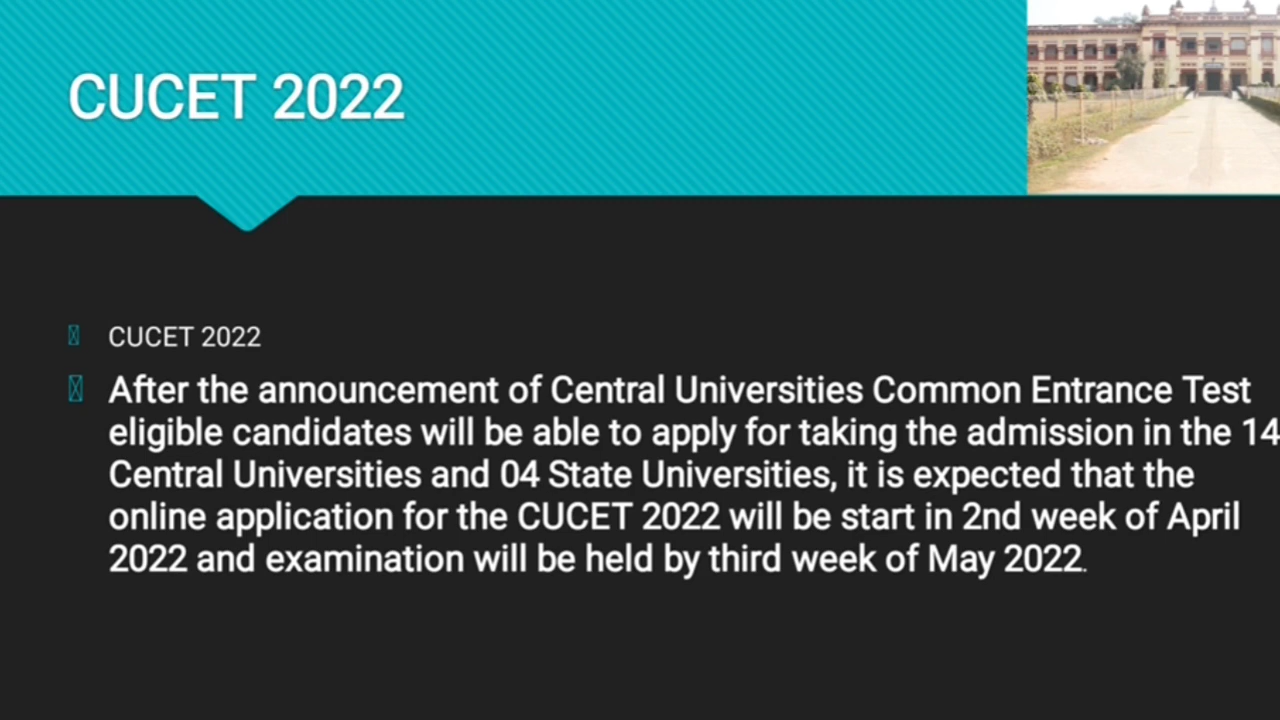 CUCET 2022
CUCET 2022
After the announcement of Central Universities Common Entrance Test
eligible candidates will be able to apply for taking the admission in the 14
Central Universities and 04 State Universities, it is expected that the
online application for the CUCET 2022 will be start in 2nd week of April
2022 and examination will be held by third week of May 2022.